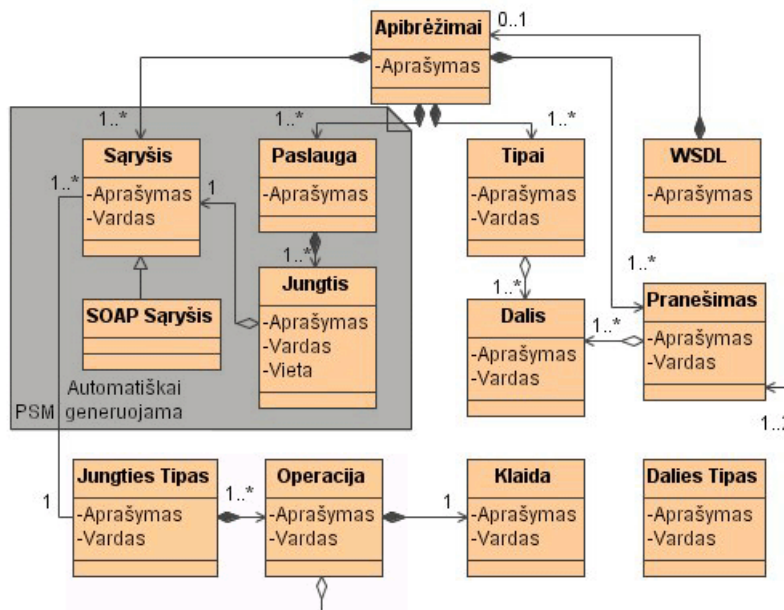 Apibrėžimai
-Aprašymas
0..1
1..*
1..*
1..*
Sąryšis
-Aprašymas
-Vardas
1..*
1
Paslauga
-Aprašymas
Tipai
-Aprašymas
-Vardas
WSDL
-Aprašymas
1..*
1..*
1..*
SOAP Sąryšis
Jungtis
-Aprašymas
-Vardas
-Vieta
Dalis
-Aprašymas
-Vardas
1..*
Pranešimas
-Aprašymas
-Vardas
Automatiškai
PSM generuojama
1
Jungties Tipas
-Aprašymas
-Vardas
1..*
Operacija
-Aprašymas
-Vardas
1
Klaida
-Aprašymas
-Vardas
Dalies Tipas
-Aprašymas
-Vardas